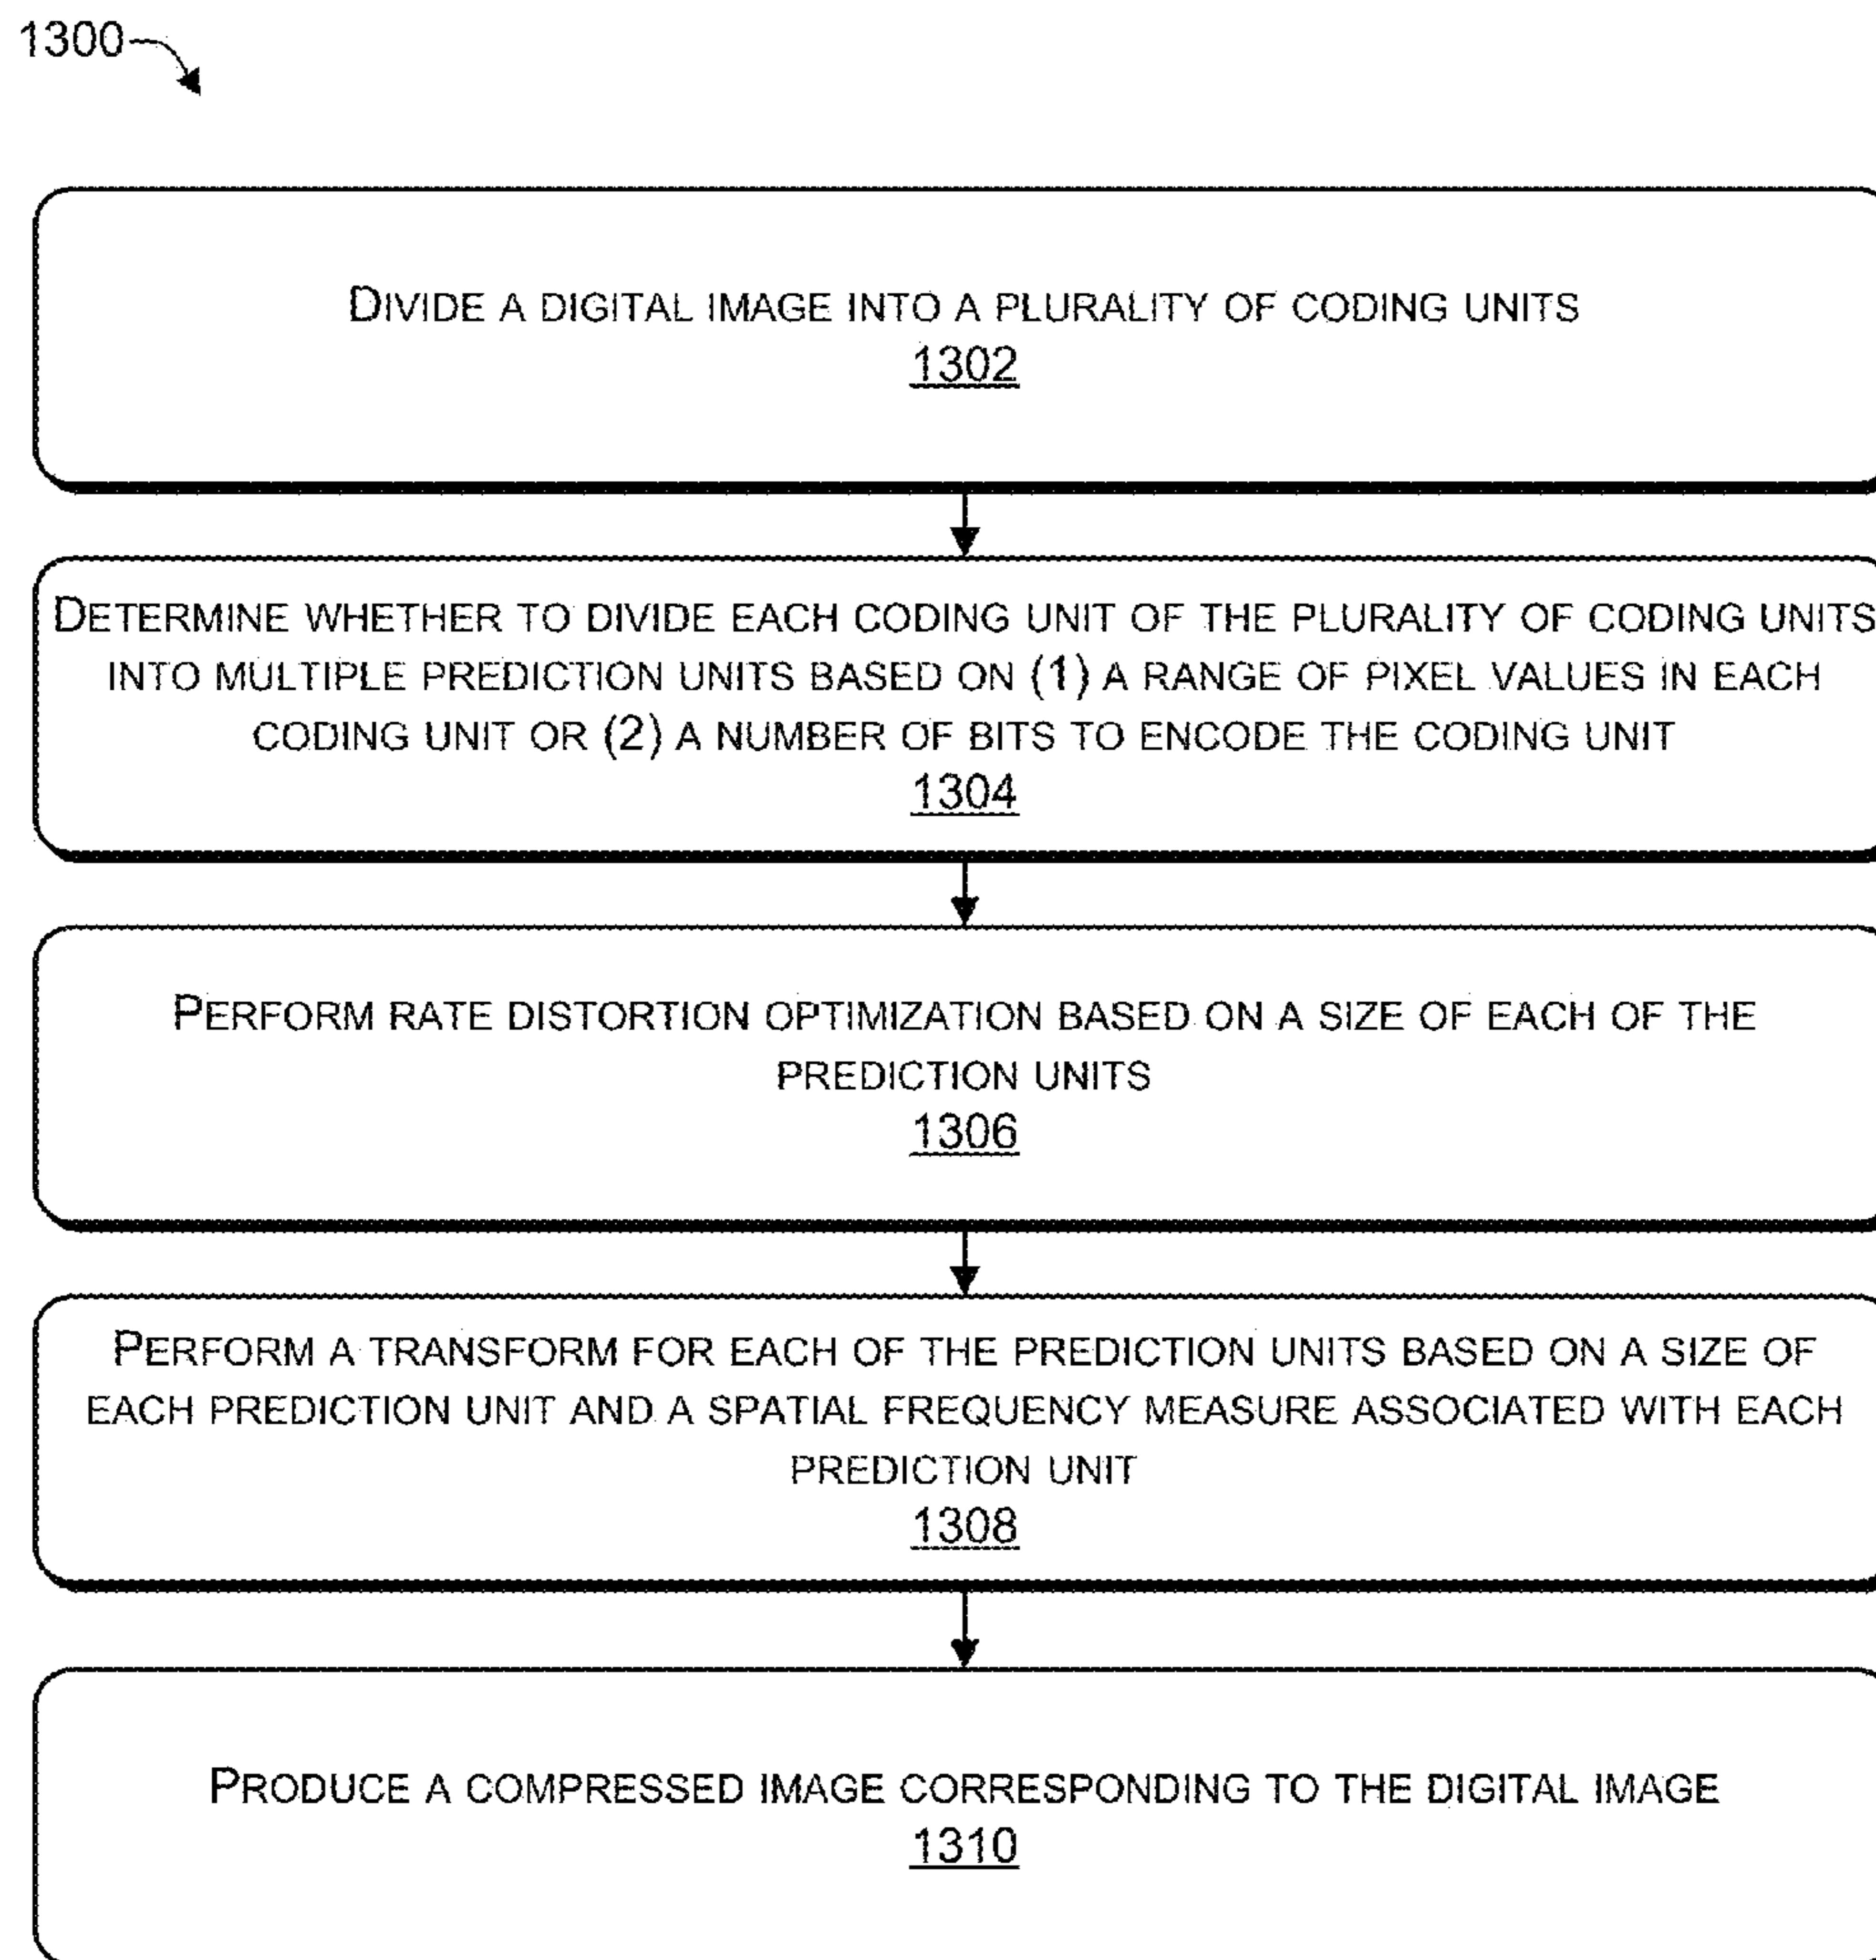 1300
DIVIDE A DIGITAL IMAGE INTO A PLURALITY OF CODING UNITS
1302
DETERMINE WHETHER TO DIVIDE EACH CODING UNIT OF THE PLURALITY OF CODING UNITS
INTO MULTIPLE PREDICTION UNITS BASED ON (1) A RANGE OF PIXEL VALUES IN EACH
CODING UNIT OR (2) A NUMBER OF BITS TO ENCODE THE CODING UNIT
1304
PERFORM RATE DISTORTION OPTIMIZATION BASED ON A SIZE OF EACH OF THE
PREDICTION UNITS
1306
PERFORM A TRANSFORM FOR EACH OF THE PREDICTION UNITS BASED ON A SIZE OF
EACH PREDICTION UNIT AND A SPATIAL FREQUENCY MEASURE ASSOCIATED WITH EACH
PREDICTION UNIT
1308
PRODUCE A COMPRESSED IMAGE CORRESPONDING TO THE DIGITAL IMAGE
1310